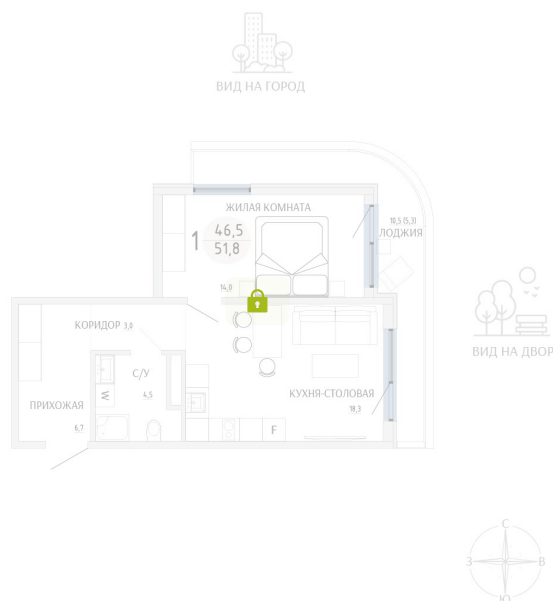 ВИД НА ГОРОД
ЖИЛАЯ КОМНАТА
1
46,5
51,8
10,5 (5,3)
ЛОДЖИЯ
14,0
КОРИДОР 3,0
ВИД НА ДВОР
С/У
4,5
W
КУХНЯ-СТОЛОВАЯ
18,3
ПРИХОЖАЯ
6,7
F
С
З
В
Ю